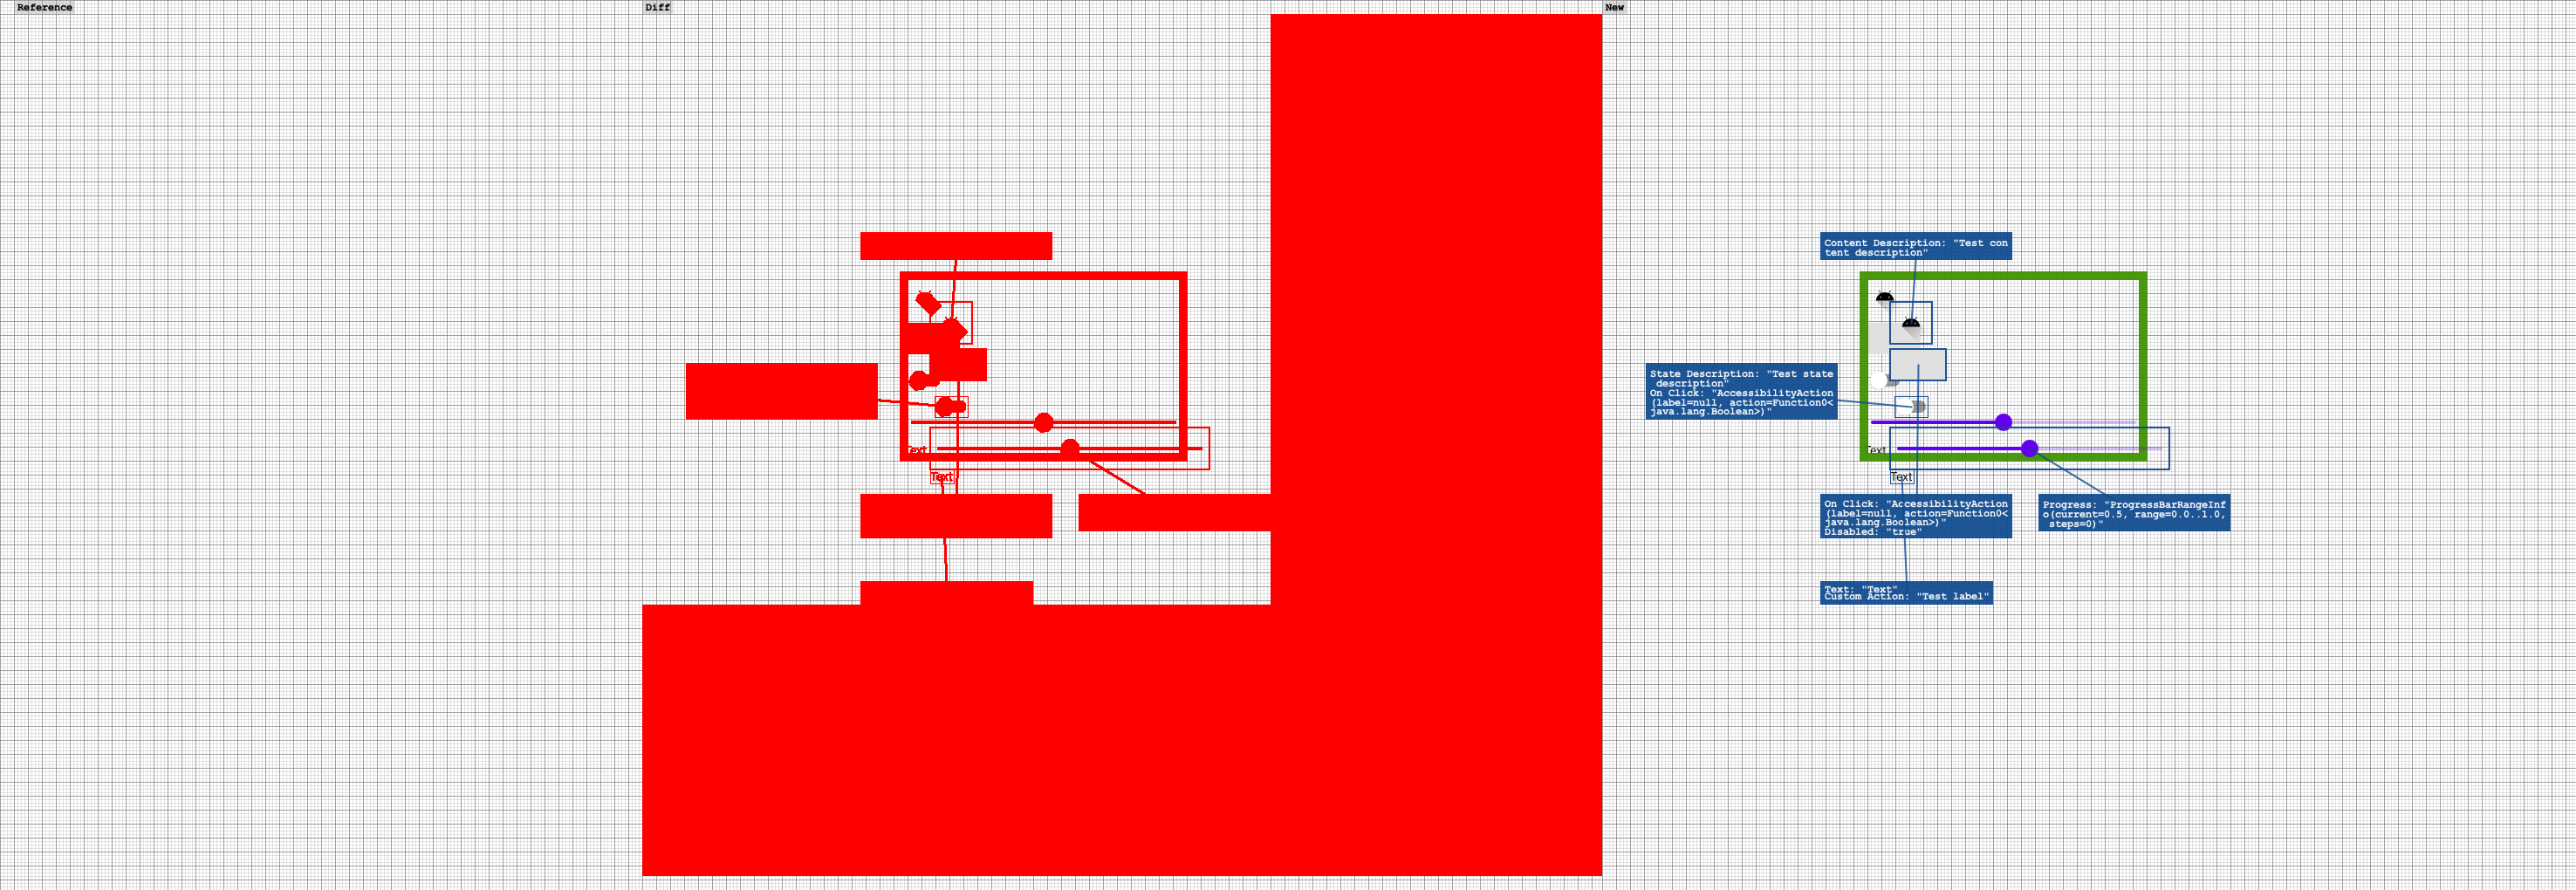 Reference
Diff
New
Content Description: "Test con
tent description"
State Description: "Test state
 description"
On Click: "AccessibilityAction
(label=null, action=Function0<
java.lang.Boolean>)"
Text
Text
Text
Text
On Click: "AccessibilityAction
(label=null, action=Function0<
java.lang.Boolean>)"
Disabled: "true"
Progress: "ProgressBarRangeInf
o(current=0.5, range=0.0..1.0,
 steps=0)"
Text: "Text"
Custom Action: "Test label"